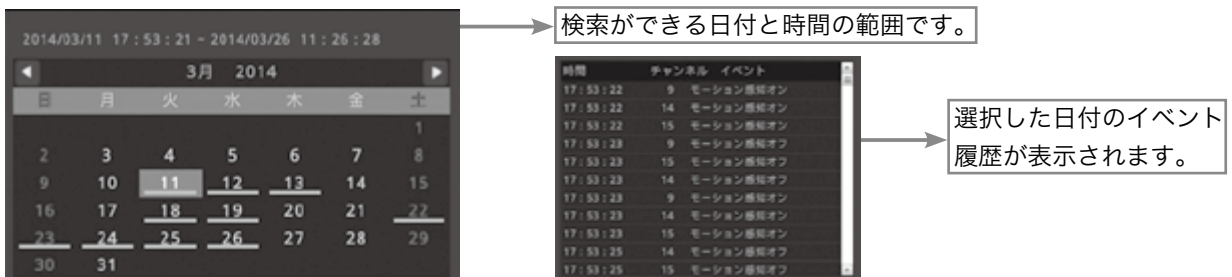 2014/03/11 17 : 53 : 21 ~ 2014/03/26 11 : 26 : 28
検索ができる日付と時間の範囲です。
3月 2014
日 月 火 水 木 金 土
1
2 3 4 5 6 7 8
9 10 11 12 13 14 15
16 17 18 19 20 21 22
23 24 25 26 27 28 29
30 31
時間 チャンネル イベント
17 : 53 : 22 9 モーション感知オン
17 : 53 : 22 14 モーション感知オン
17 : 53 : 22 15 モーション感知オン
17 : 53 : 23 9 モーション感知オフ
17 : 53 : 23 15 モーション感知オフ
17 : 53 : 23 14 モーション感知オフ
17 : 53 : 23 9 モーション感知オン
17 : 53 : 23 14 モーション感知オン
17 : 53 : 23 15 モーション感知オン
17 : 53 : 25 14 モーション感知オフ
17 : 53 : 25 15 モーション感知オフ
選択した日付のイベント
履歴が表示されます。